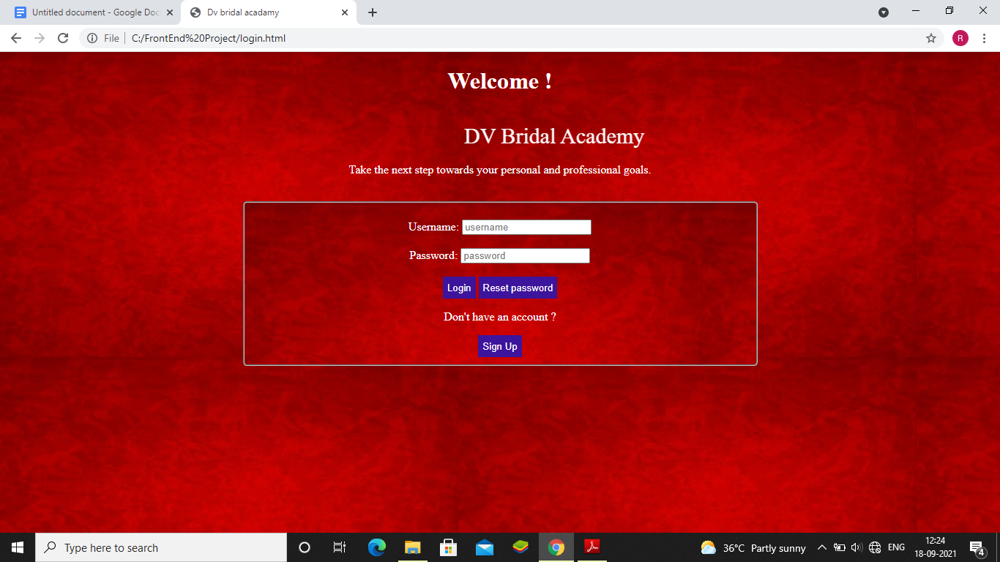 Untitled document - Google Doc
Dv bridal acadamy
File
C:/FrontEnd%20Project/login.html
R
Welcome !
DV Bridal Academy
Take the next step towards your personal and professional goals.
Username: username
Password: password
Login Reset password
Don't have an account ?
Sign Up
Type here to search
36°C Partly sunny
ENG
12:24
18-09-2021
4